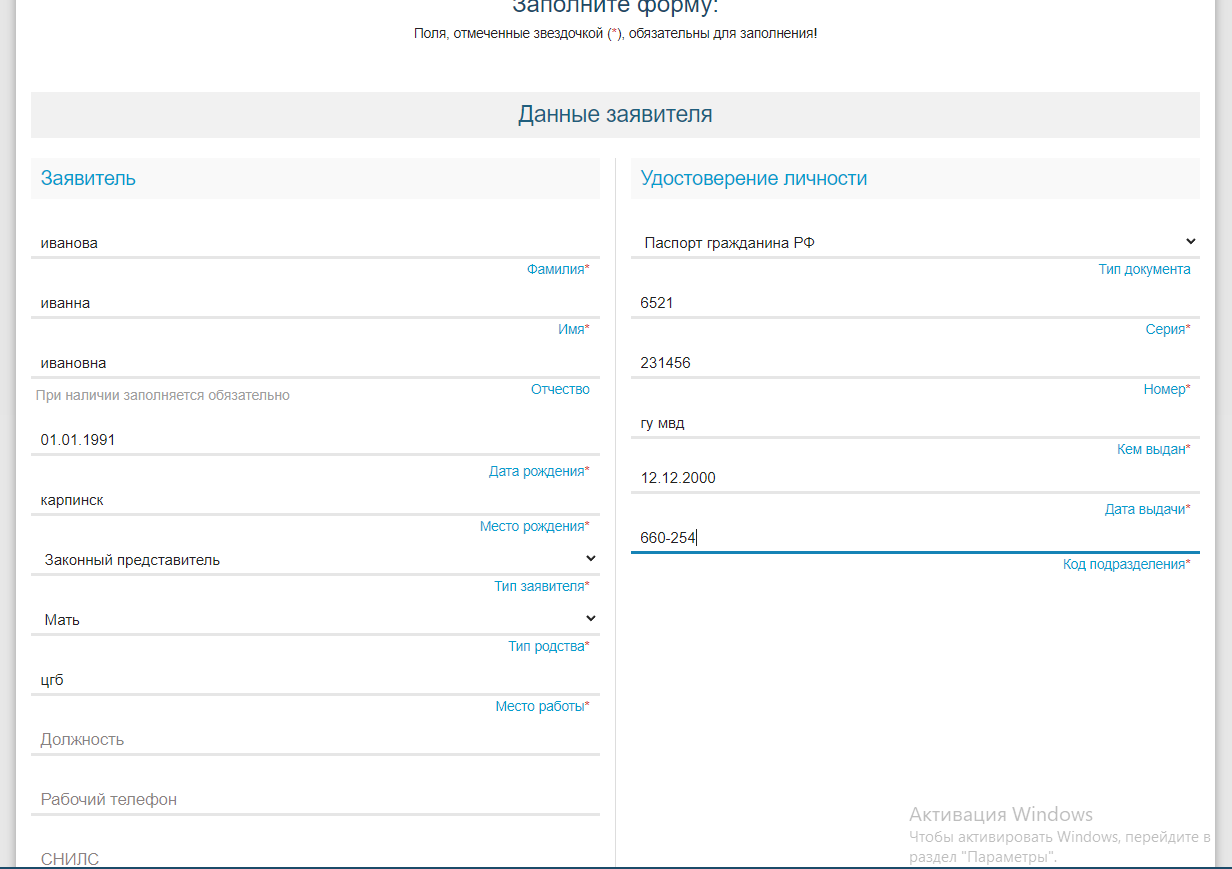 Заполните форму:
Поля, отмеченные звездочкой (*), обязательны для заполнения!
Данные заявителя
Заявитель
иванова
Фамилия*
иванна
Имя*
ивановна
При наличии заполняется обязательно
Отчество
01.01.1991
Дата рождения*
карпинск
Место рождения*
Законный представитель
Тип заявителя*
Мать
Тип родства*
цгб
Место работы*
Должность
Рабочий телефон
СНИЛС
Удостоверение личности
Паспорт гражданина РФ
Тип документа
6521
Серия*
231456
Номер*
гу мвд
Кем выдан*
12.12.2000
Дата выдачи*
660-254
Код подразделения*
Активация Windows
Чтобы активировать Windows, перейдите в
раздел "Параметры".